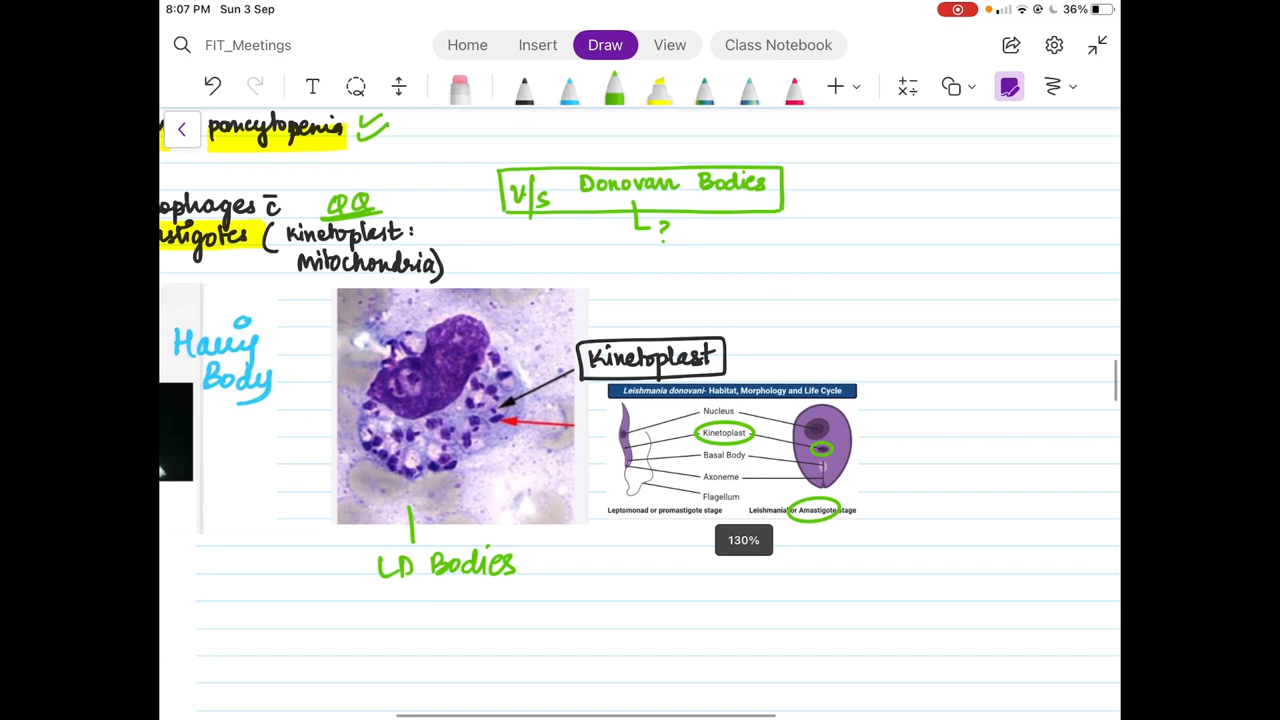 8:07 PM Sun 3 Sep
36%
FIT_Meetings
Home Insert Draw View Class Notebook
pancytopenia
V/S Donovan Bodies
?
ophages c̄
QQ
astigotes ( Kinetoplast :
mitochondria)
Body
Kinetoplast
Leishmania donovani- Habitat, Morphology and Life Cycle
Nucleus
Kinetoplast
Basal Body
Axoneme
Flagellum
Leptomonad or promastigote stage
Leishmanial or Amastigote stage
130%
LD Bodies